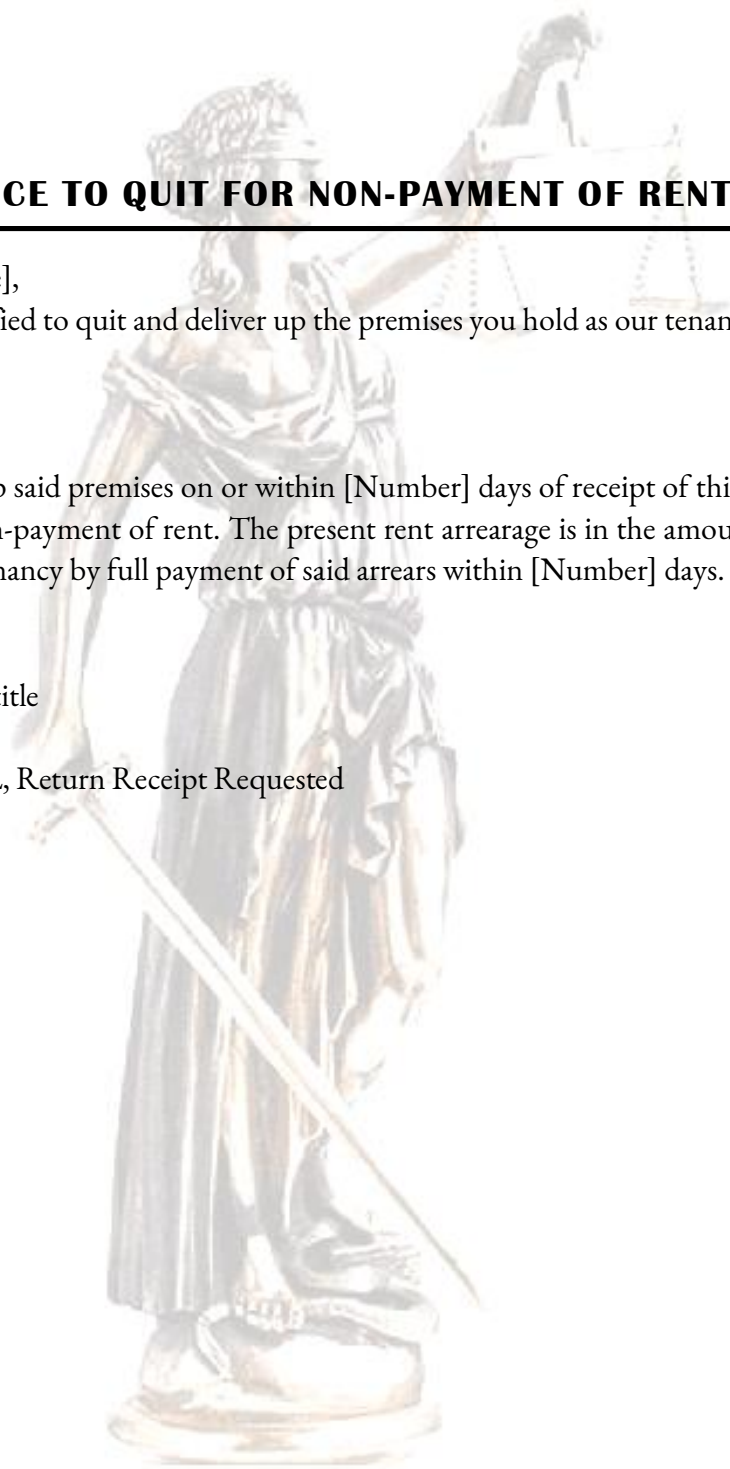 CE TO QUIT FOR NON-PAYMENT OF RENT
],
fied to quit and deliver up the premises you hold as our tenan
said premises on or within [Number] days of receipt of thi
-payment of rent. The present rent arrearage is in the amou
nancy by full payment of said arrears within [Number] days.
title
, Return Receipt Requested